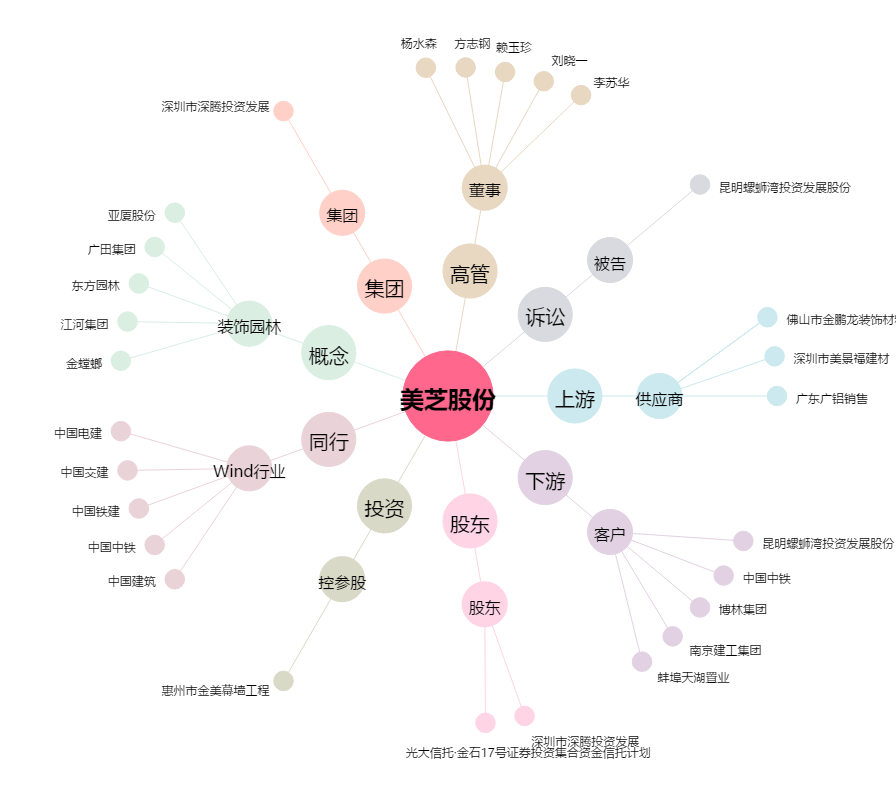 杨水森
方志钢
赖玉珍
刘晓一
李苏华
董事
高管
深圳市深腾投资发展
集团
集团
昆明螺蛳湾投资发展股份
被告
诉讼
亚厦股份
广田集团
东方园林
江河集团
金螳螂
装饰园林
概念
佛山市金鹏龙装饰材
深圳市美景福建材
广东广铝销售
供应商
上游
美芝股份
中国电建
中国交建
中国铁建
中国中铁
中国建筑
Wind行业
同行
下游
客户
昆明螺蛳湾投资发展股份
中国中铁
博林集团
南京建工集团
蚌埠天湖置业
投资
控参股
惠州市金美幕墙工程
股东
股东
深圳市深腾投资发展
光大信托·金石17号证券投资集合资金信托计划